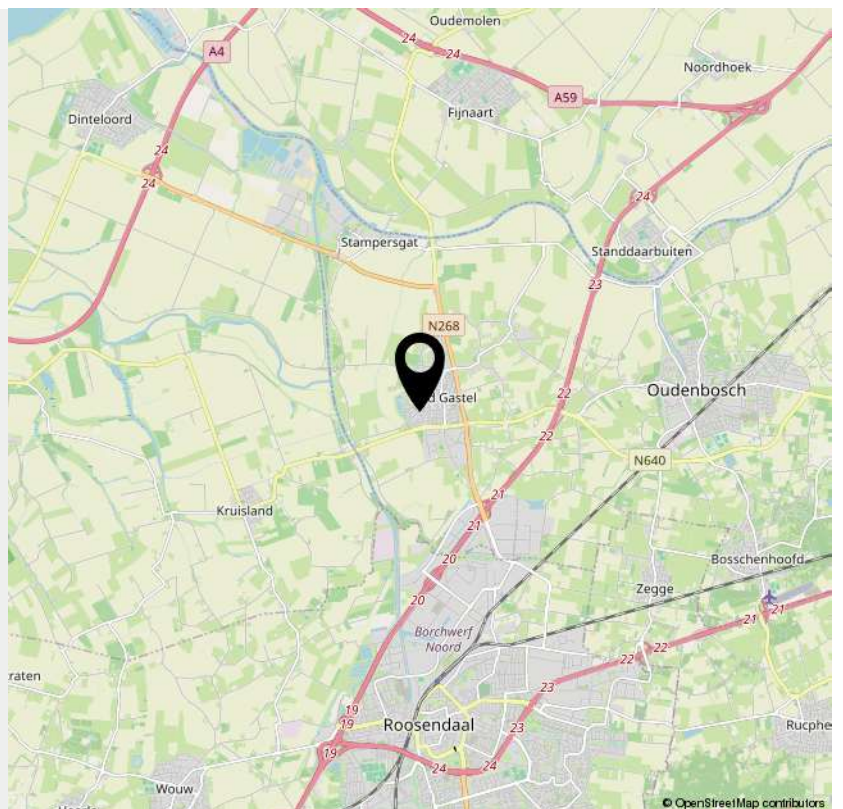 Oudemolen
24
24
A4
Noordhoek
A59
Fijnaart
Dinteloord
24
24
24
Stampersgat
Standdaarbuiten
23
N268
d Gastel
22
Oudenbosch
22
N640
21
Kruisland
21
20
Bosschenhoofd
Zegge
20
21
21
Borchwerf
Noord
22
22
23
19
19
Roosendaal
23
Rucphe
19
24
24
Wouw
raten
© OpenStreetMap contributors